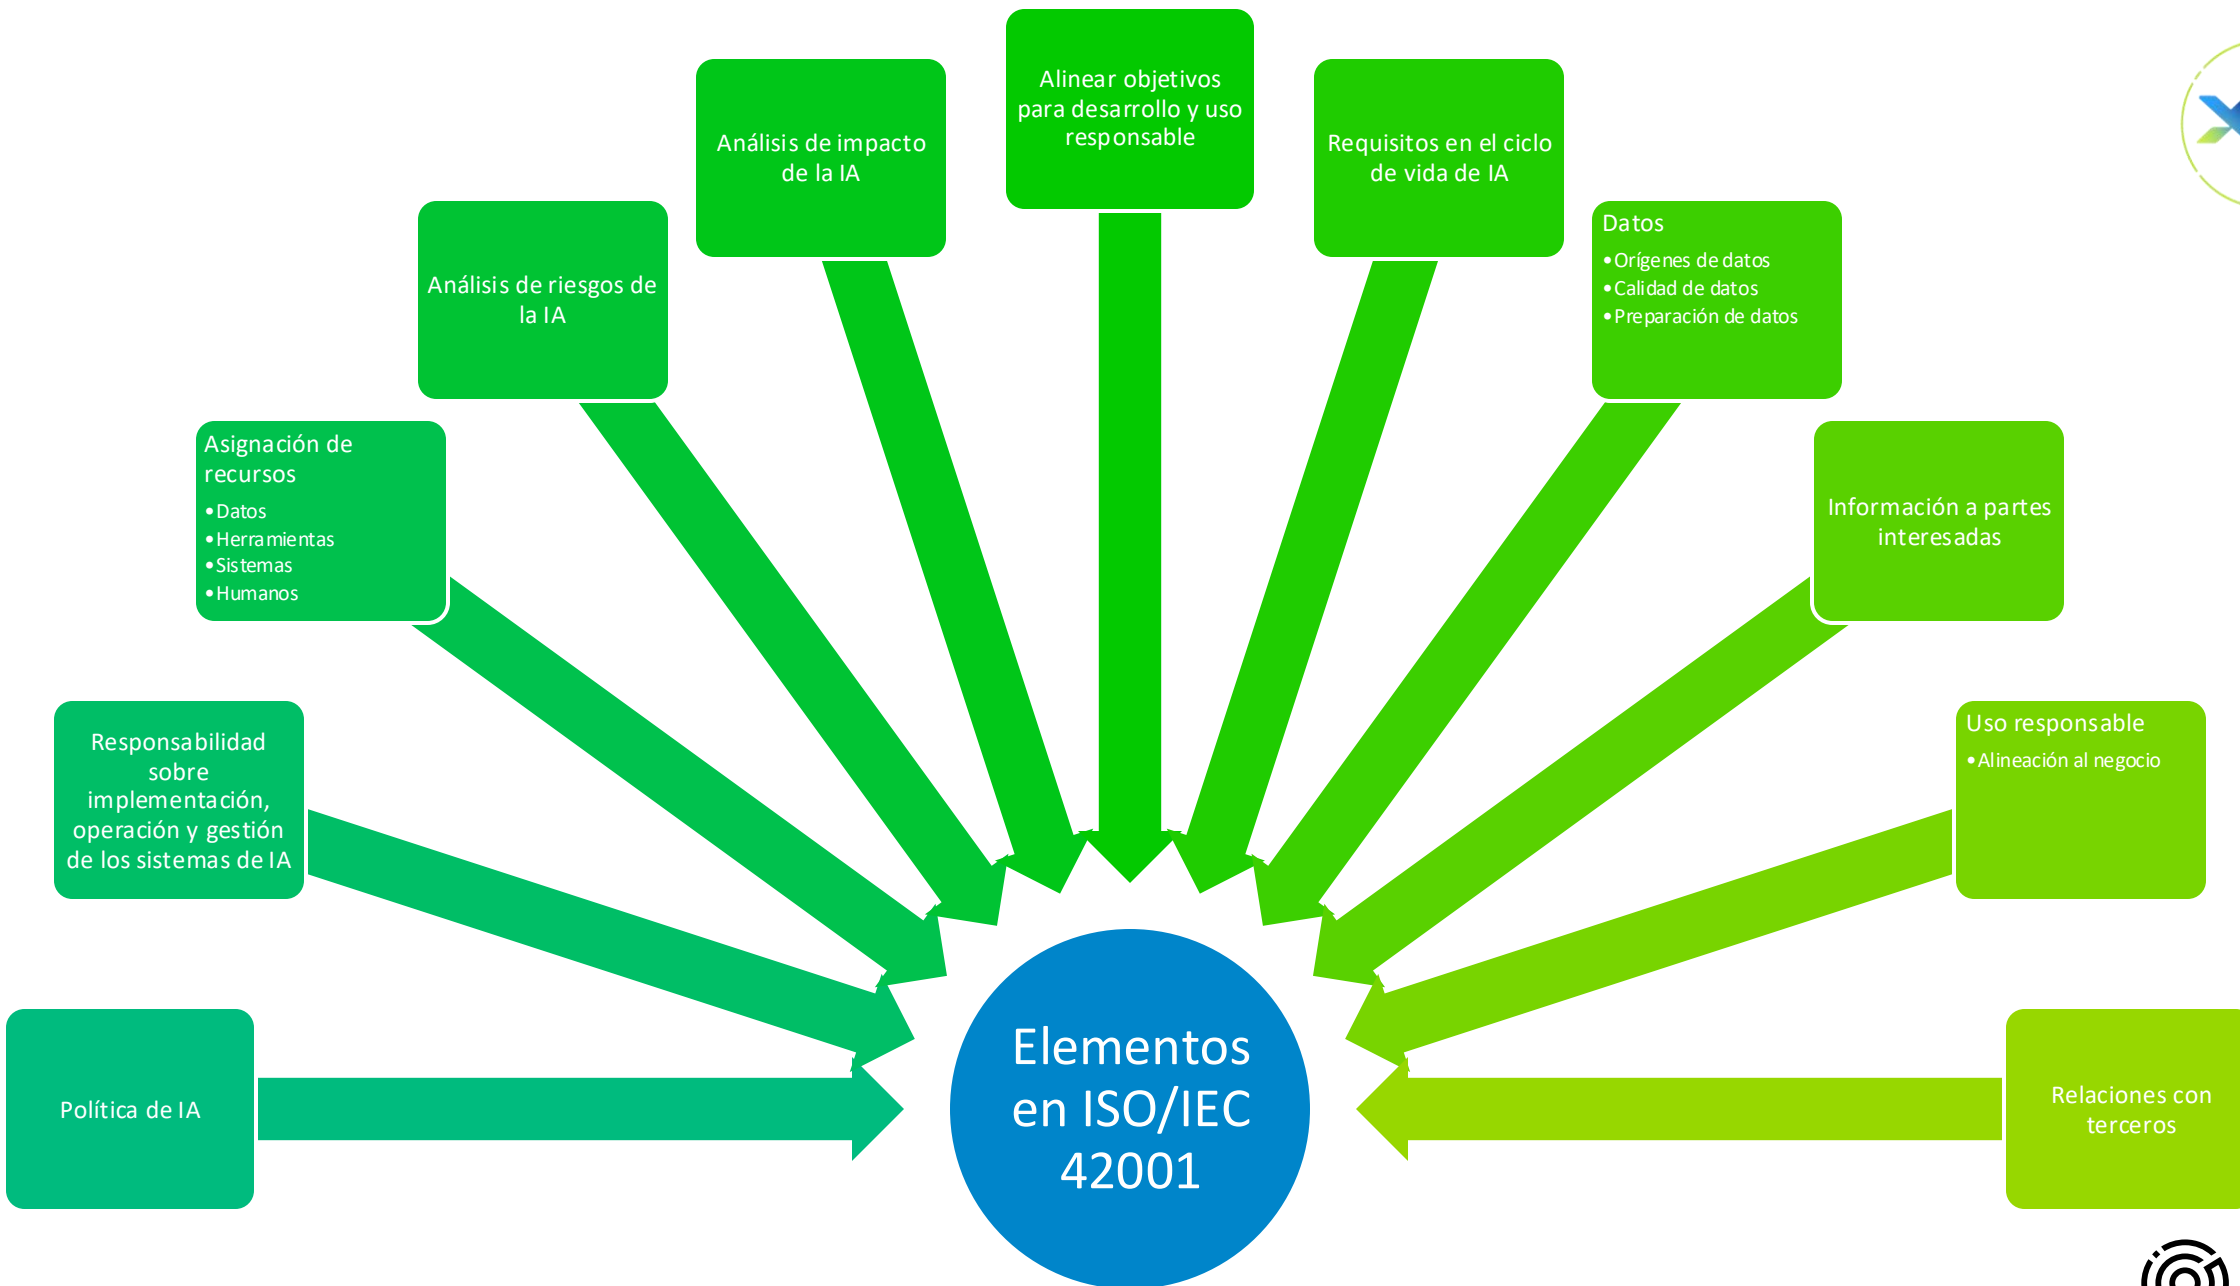 Política de IA
Responsabilidad
sobre
implementación,
operación y gestión
de los sistemas de IA
Asignación de
recursos
•Datos
•Herramientas
•Sistemas
•Humanos
Análisis de riesgos de
la IA
Análisis de impacto
de la IA
Alinear objetivos
para desarrollo y uso
responsable
Requisitos en el ciclo
de vida de IA
Datos
•Orígenes de datos
•Calidad de datos
•Preparación de datos
Información a partes
interesadas
Uso responsable
•Alineación al negocio
Relaciones con
terceros
Elementos
en ISO/IEC
42001